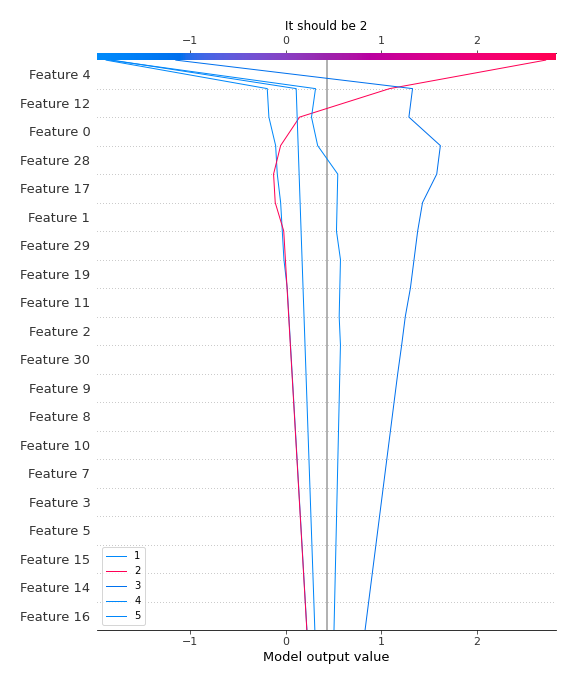 It should be 2
−1 0 1 2
Feature 4
Feature 12
Feature 0
Feature 28
Feature 17
Feature 1
Feature 29
Feature 19
Feature 11
Feature 2
Feature 30
Feature 9
Feature 8
Feature 10
Feature 7
Feature 3
Feature 5
Feature 15
Feature 14
Feature 16
1
2
3
4
5
−1 0 1 2
Model output value